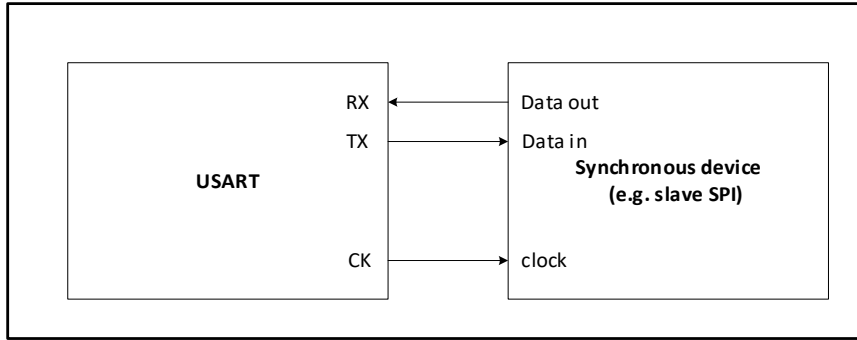 RX
Data out
TX
Data in
USART
Synchronous device
(e.g. slave SPI)
CK
clock